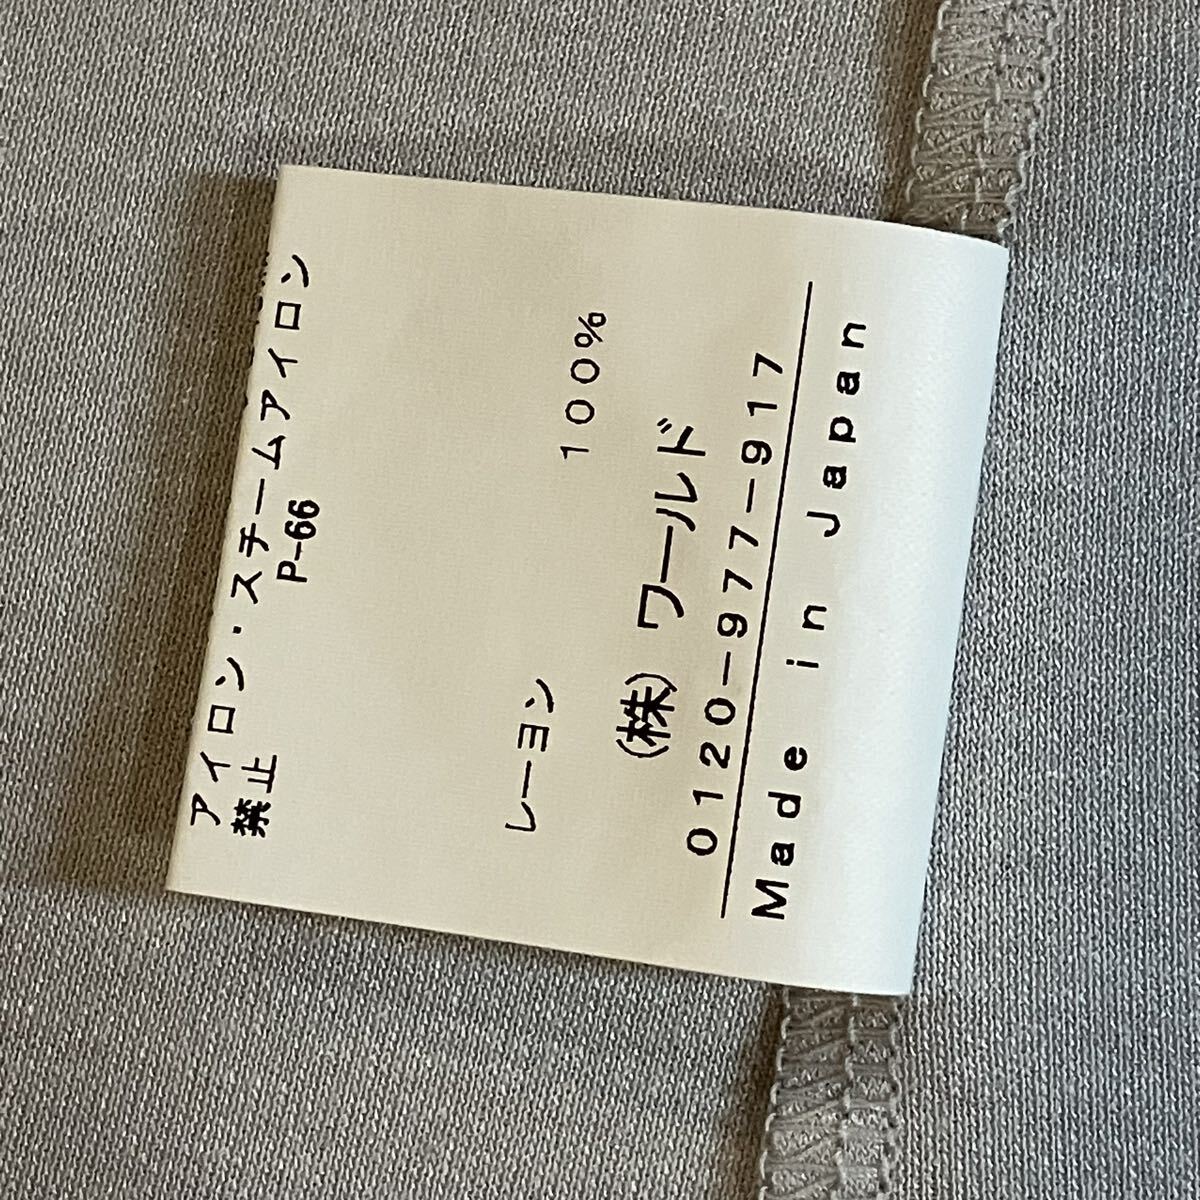 アイロン・スチームアイロン
禁止
P-66
レーヨン 100%
(株) ワールド
0120-977-917
Made in Japan